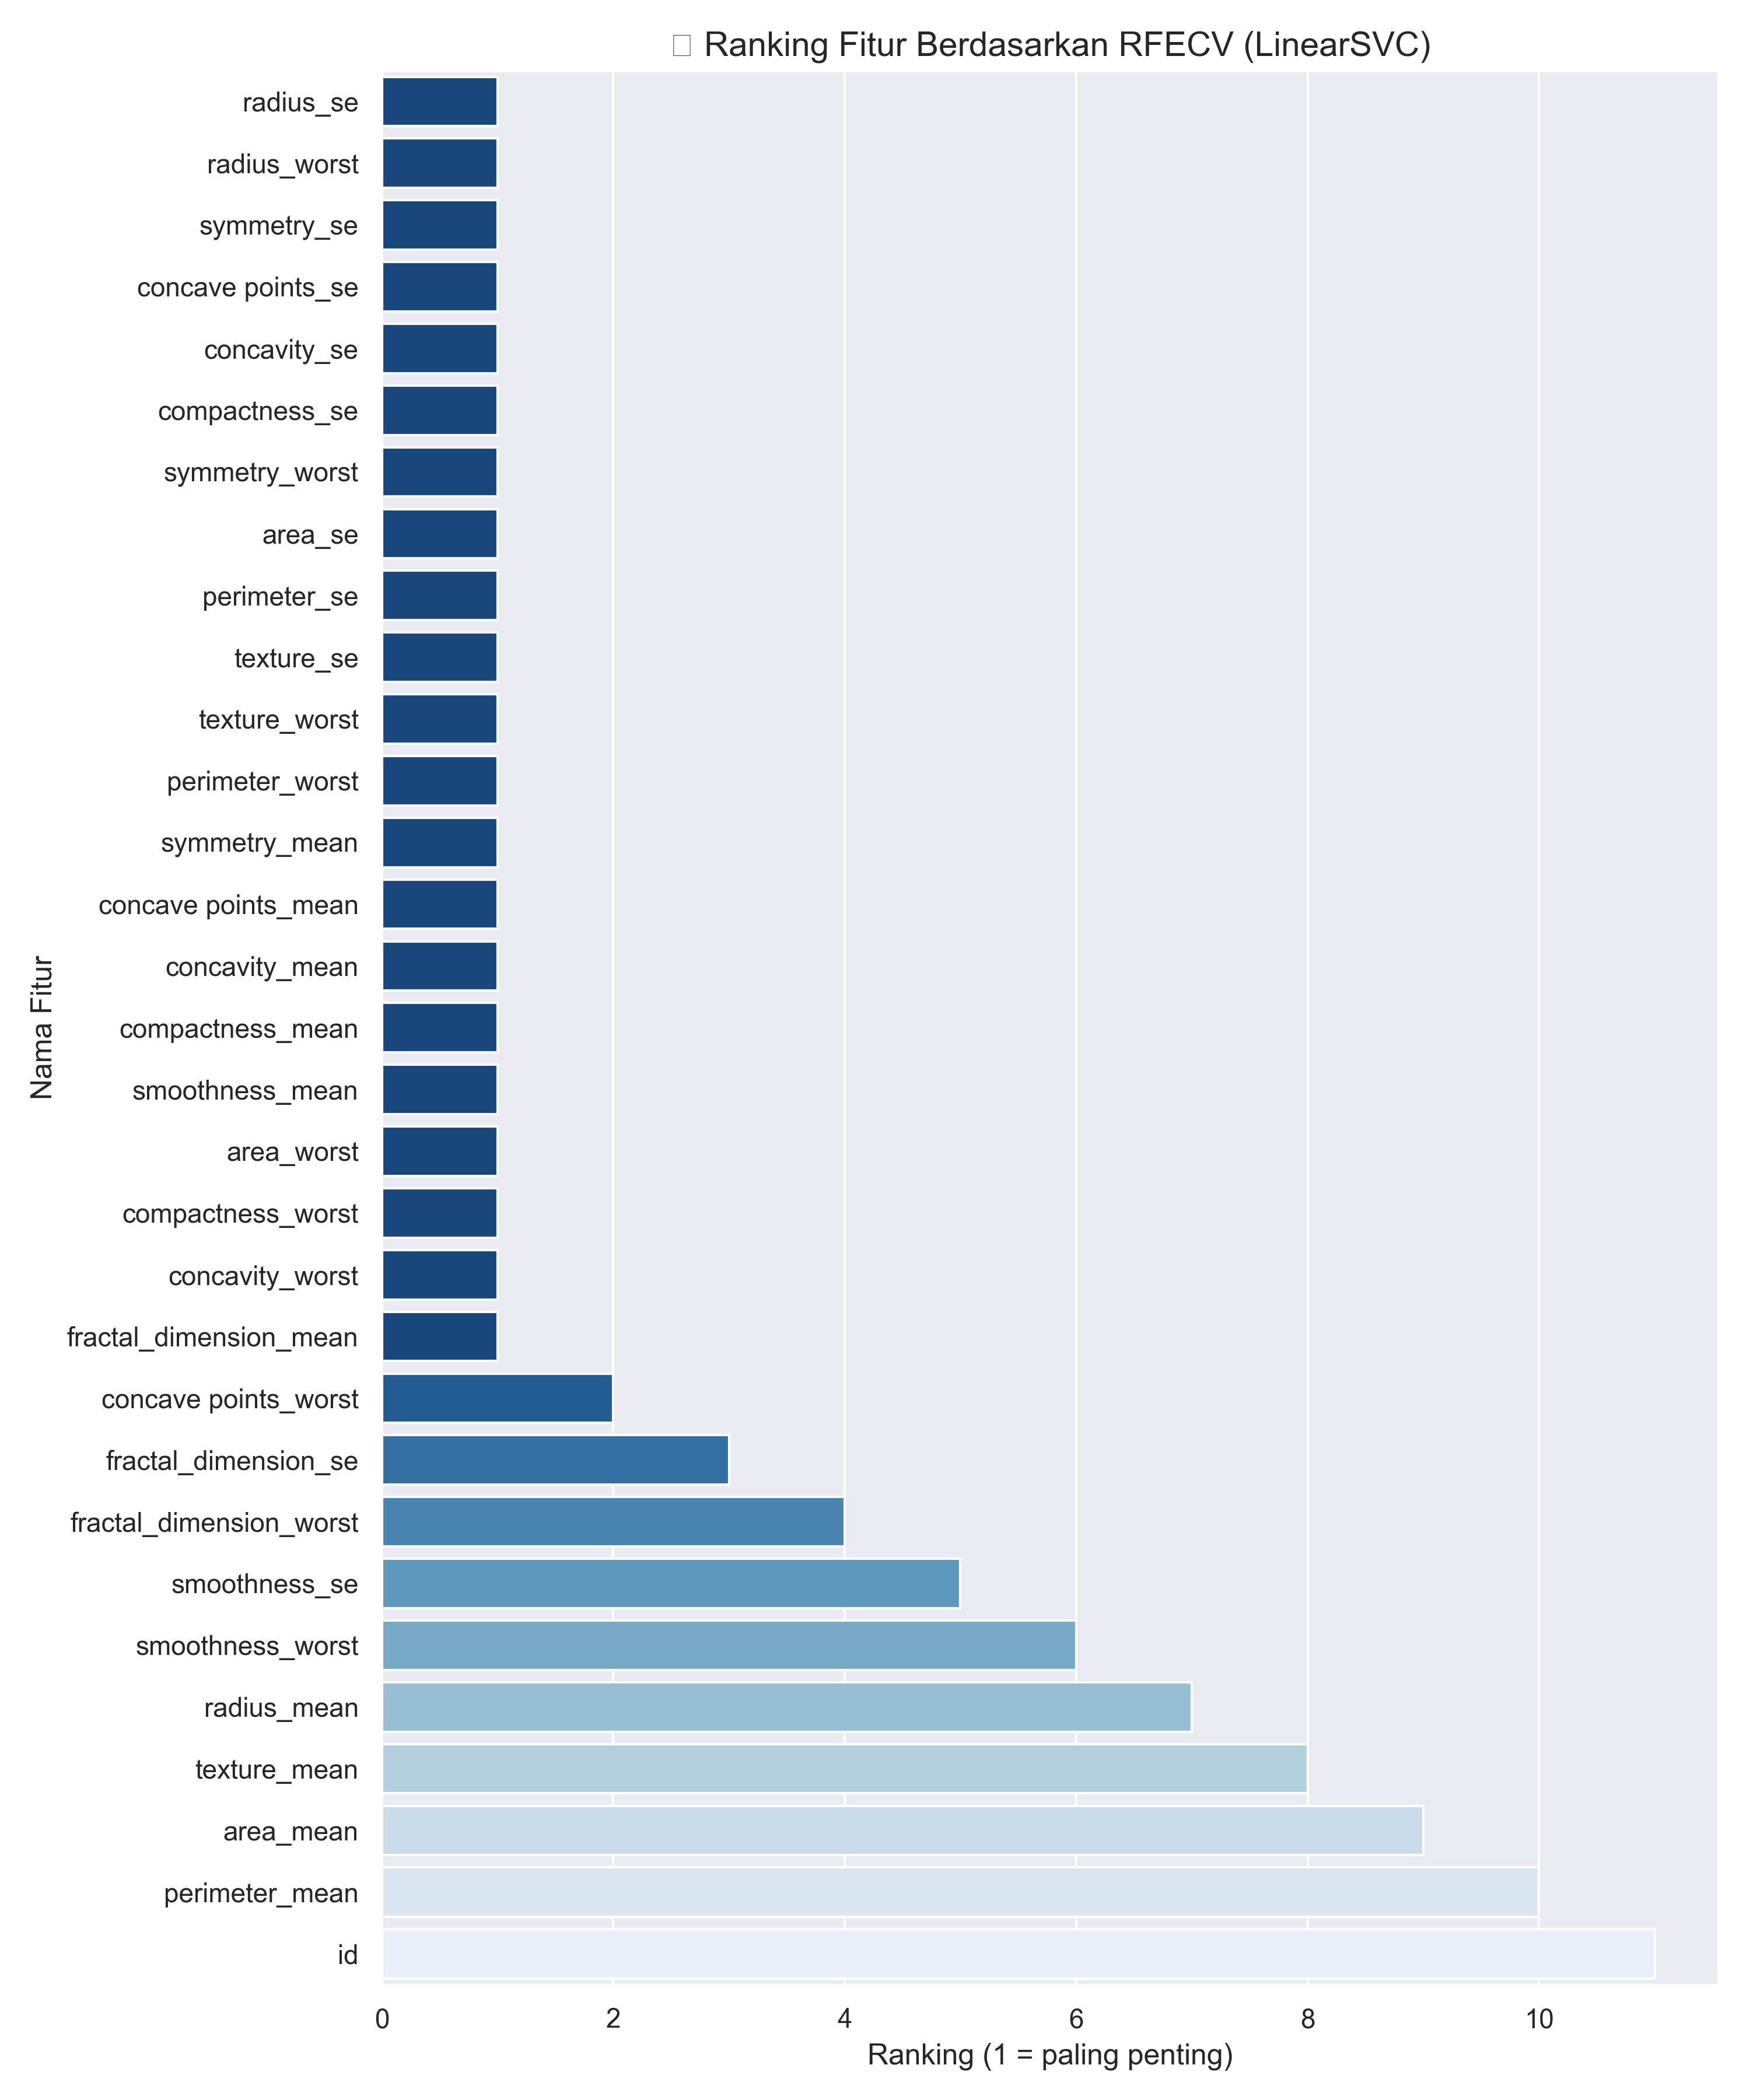 Ranking Fitur Berdasarkan RFECV (LinearSVC)
radius_se
radius_worst
symmetry_se
concave points_se
concavity_se
compactness_se
symmetry_worst
area_se
perimeter_se
texture_se
texture_worst
perimeter_worst
symmetry_mean
concave points_mean
concavity_mean
compactness_mean
smoothness_mean
area_worst
compactness_worst
concavity_worst
fractal_dimension_mean
concave points_worst
fractal_dimension_se
fractal_dimension_worst
smoothness_se
smoothness_worst
radius_mean
texture_mean
area_mean
perimeter_mean
id
Nama Fitur
0 2 4 6 8 10
Ranking (1 = paling penting)